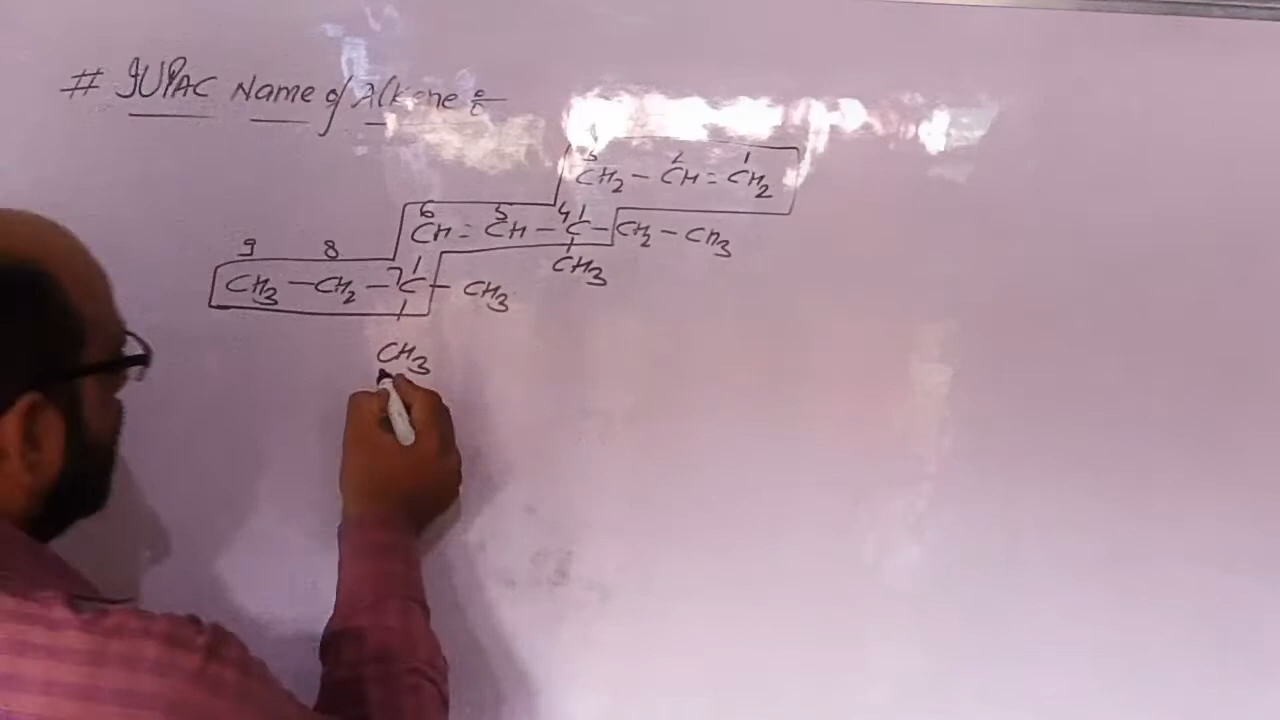 # IUPAC Name of Alkene :-
3 2 1
CH2 - CH = CH2
6 5 4
CH = CH - C - CH2 - CH3
9 8 7
CH3
CH3 - CH2 - C - CH3
CH3